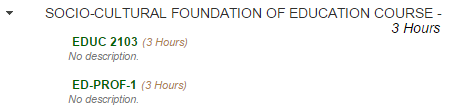 SOCIO-CULTURAL FOUNDATION OF EDUCATION COURSE -
3 Hours
EDUC 2103 (3 Hours)
No description.
ED-PROF-1 (3 Hours)
No description.